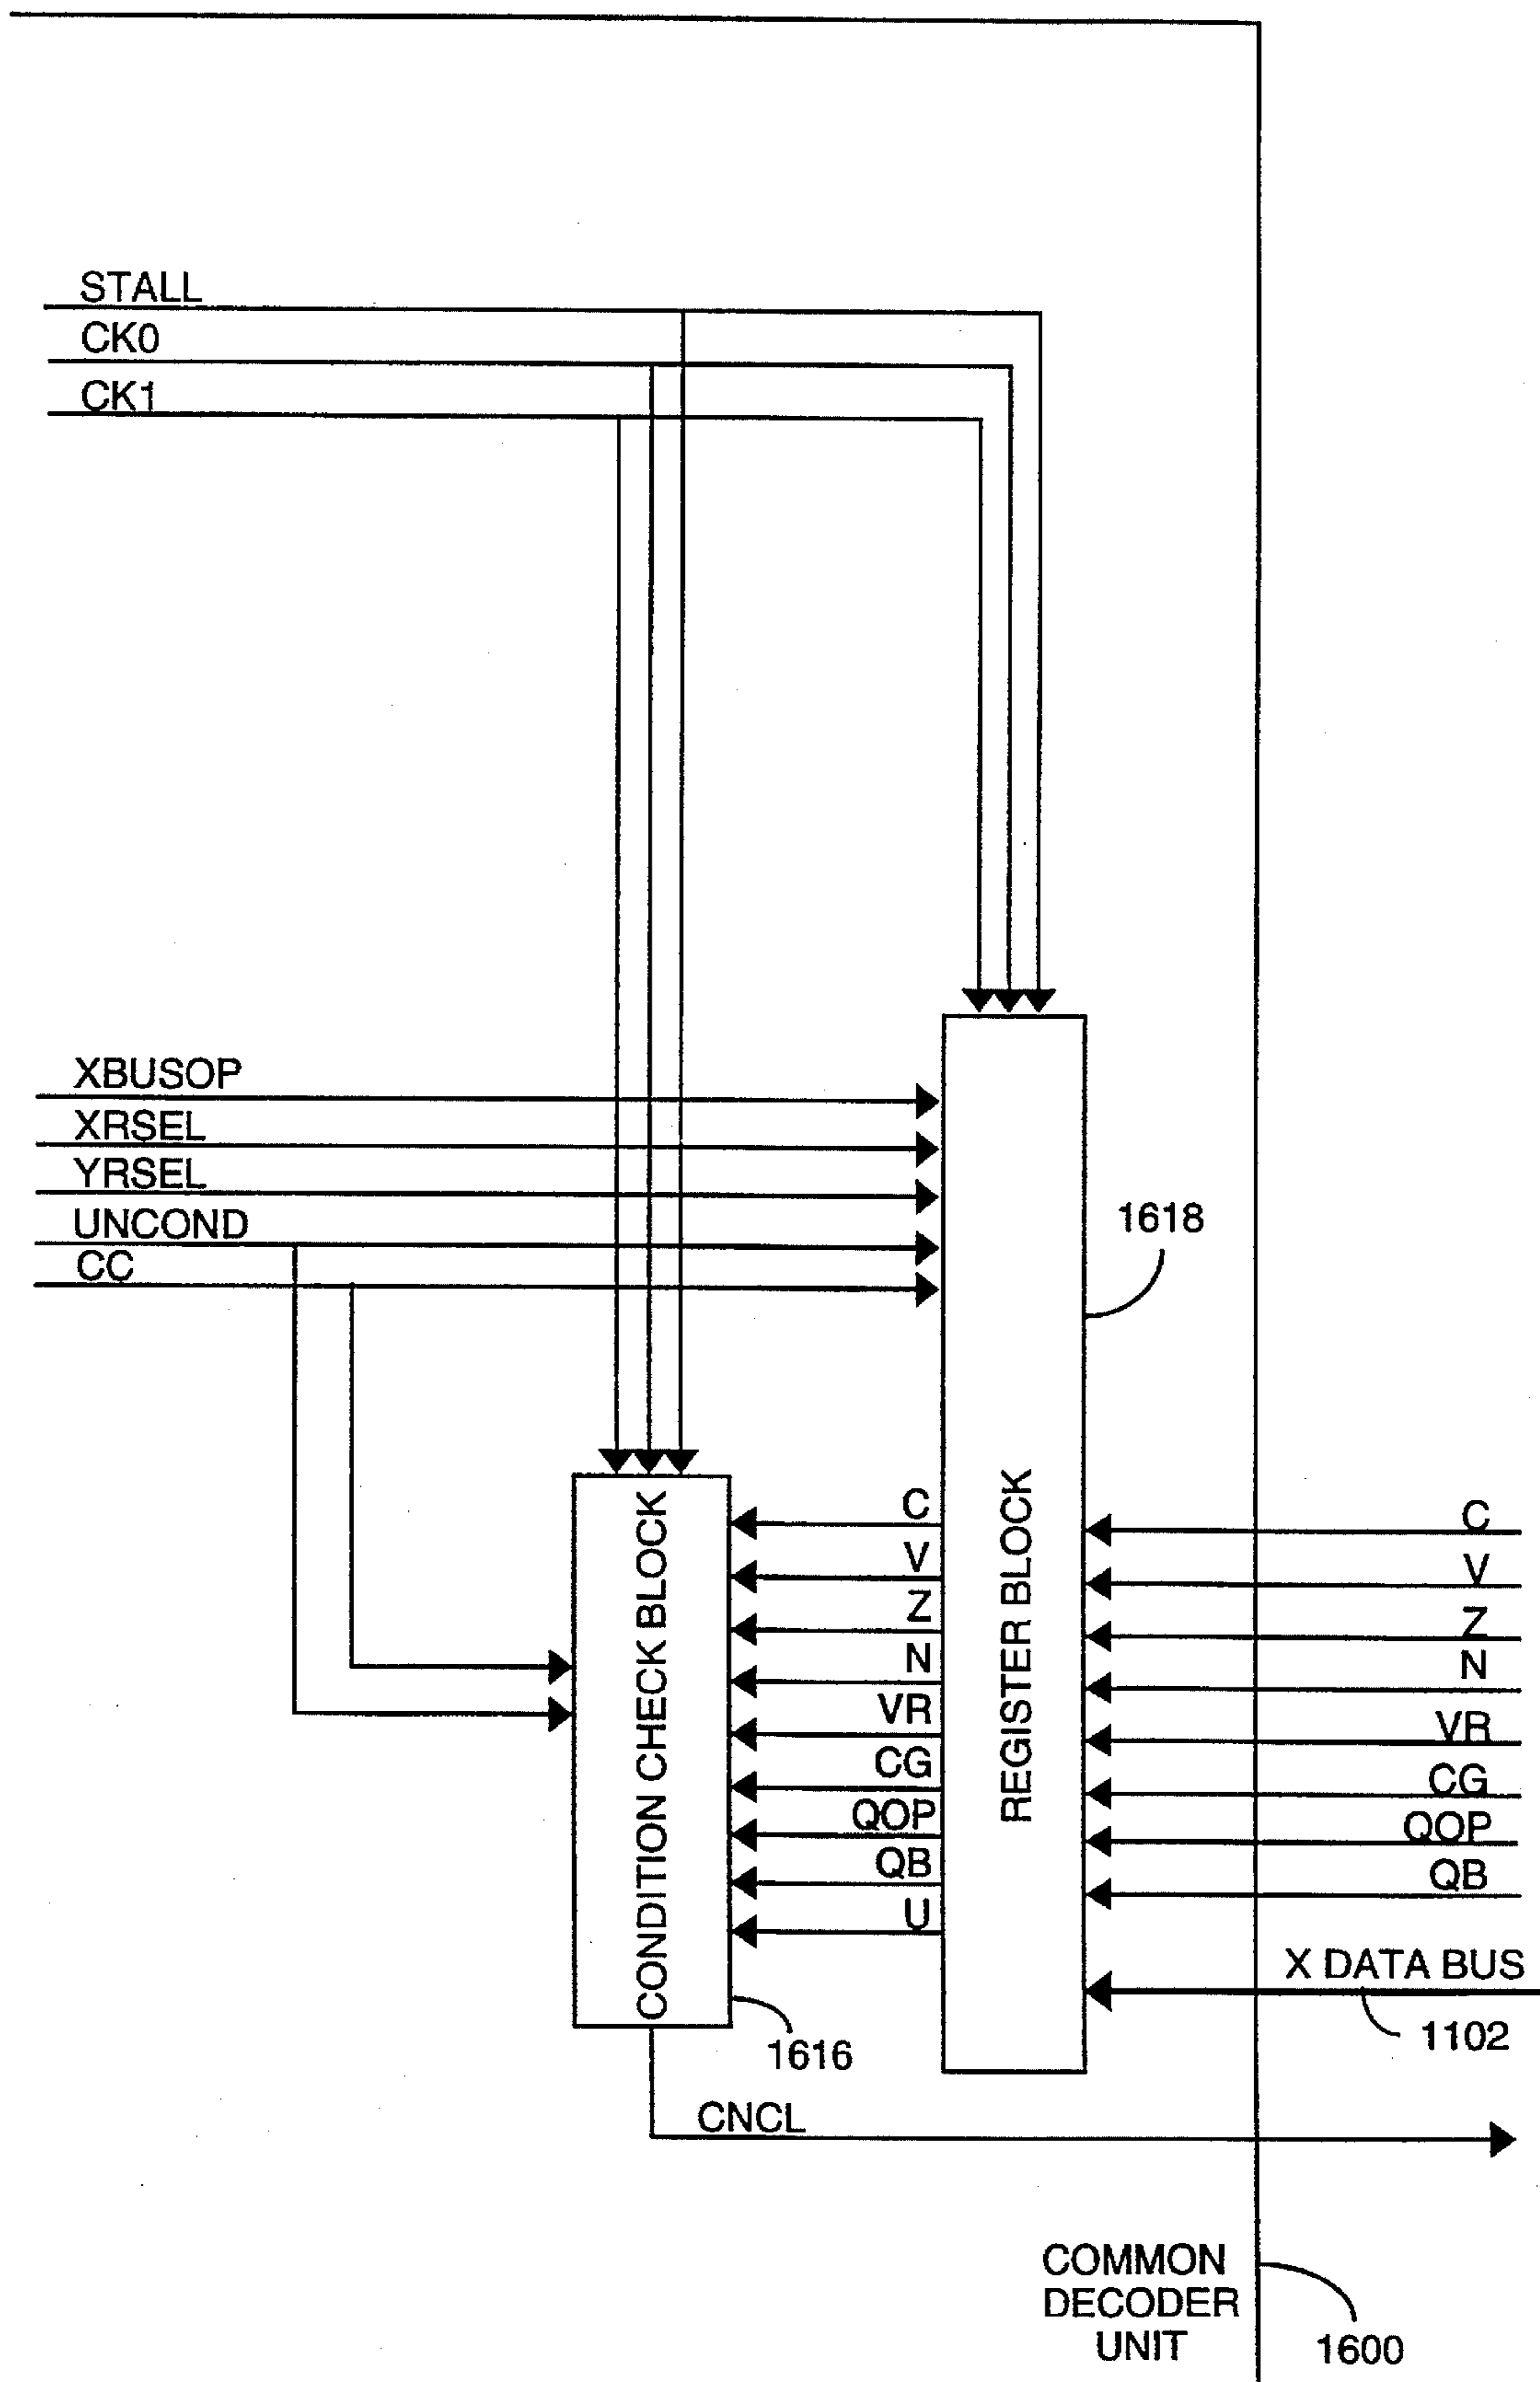 STALL
CK0
CK1
XBUSOP
XRSEL
YRSEL
UNCOND
CC
1618
CONDITION CHECK BLOCK
C
V
Z
N
VR
CG
QOP
QB
U
REGISTER BLOCK
C
V
Z
N
VR
CG
QOP
QB
X DATA BUS
1102
1616
CNCL
COMMON
DECODER
UNIT
1600